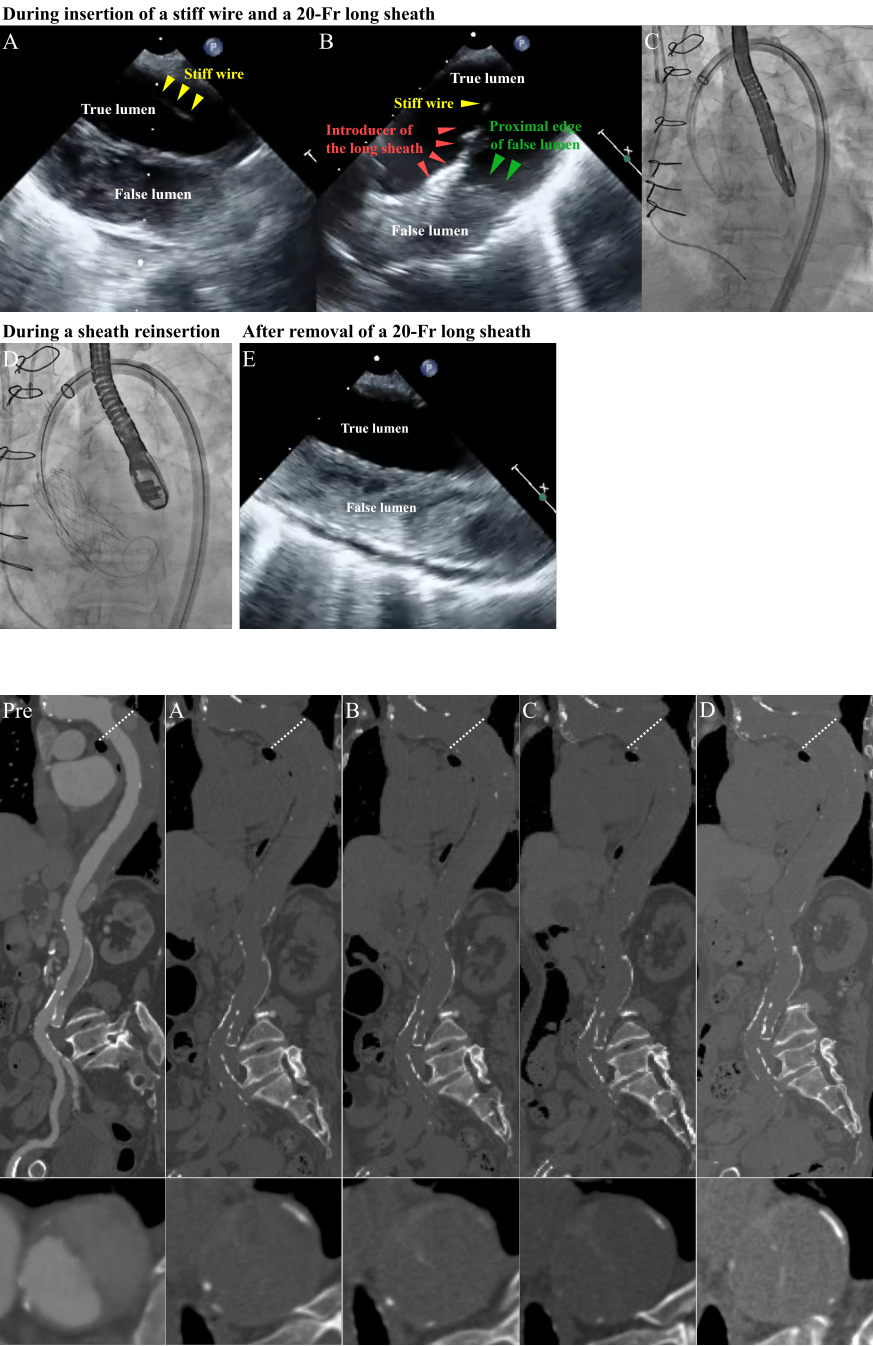 During insertion of a stiff wire and a 20-Fr long sheath
A
P
Stiff wire
True lumen
False lumen
B
P
True lumen
Stiff wire
Introducer of
the long sheath
Proximal edge
of false lumen
False lumen
C
During a sheath reinsertion
After removal of a 20-Fr long sheath
D
E
P
True lumen
False lumen
Pre
A
B
C
D